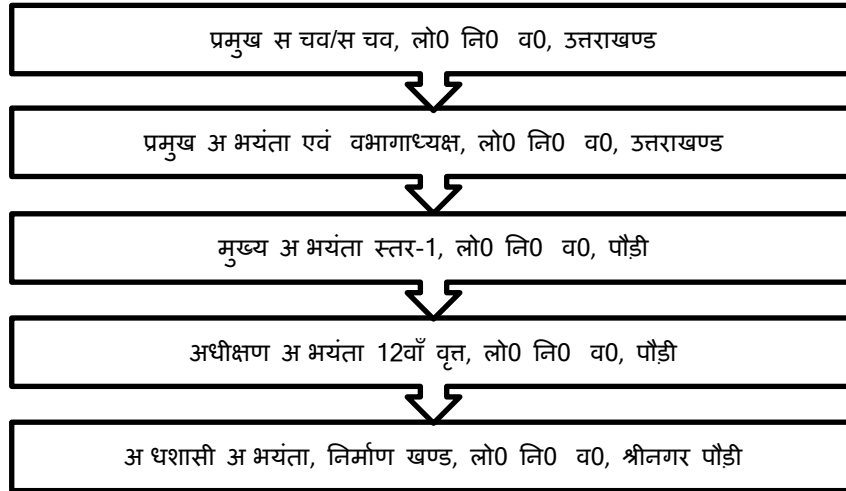 प्रमुख स चव/स चव, लो0 नि0 व0, उत्तराखण्ड
प्रमुख अ भयंता एवं वभागाध्यक्ष, लो0 नि0 व0, उत्तराखण्ड
मुख्य अ भयंता स्तर-1, लो0 नि0 व0, पौड़ी
अधीक्षण अ भयंता 12वाँ वृत्त, लो0 नि0 व0, पौड़ी
अ धशासी अ भयंता, निर्माण खण्ड, लो0 नि0 व0, श्रीनगर पौड़ी